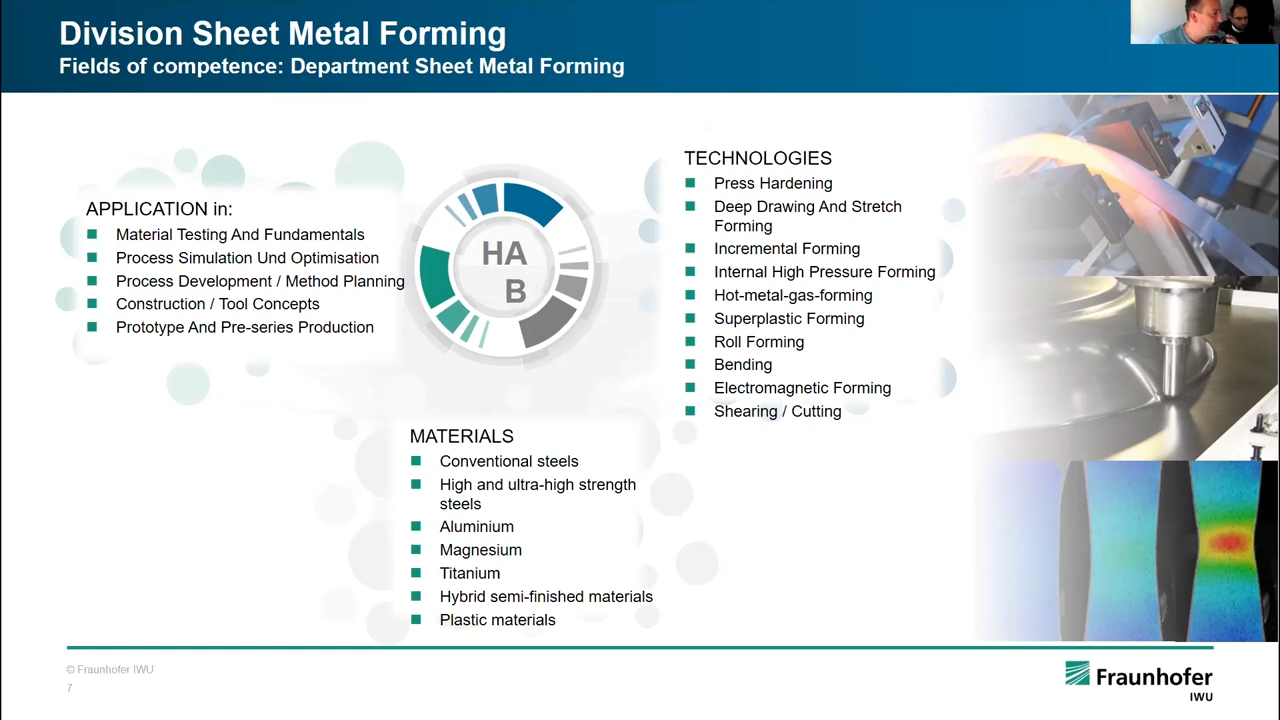 Division Sheet Metal Forming
Fields of competence: Department Sheet Metal Forming
APPLICATION in:
Material Testing And Fundamentals
Process Simulation Und Optimisation
Process Development / Method Planning
Construction / Tool Concepts
Prototype And Pre-series Production
HA
B
TECHNOLOGIES
Press Hardening
Deep Drawing And Stretch
Forming
Incremental Forming
Internal High Pressure Forming
Hot-metal-gas-forming
Superplastic Forming
Roll Forming
Bending
Electromagnetic Forming
Shearing / Cutting
MATERIALS
Conventional steels
High and ultra-high strength
steels
Aluminium
Magnesium
Titanium
Hybrid semi-finished materials
Plastic materials
© Fraunhofer IWU
7
Fraunhofer
IWU